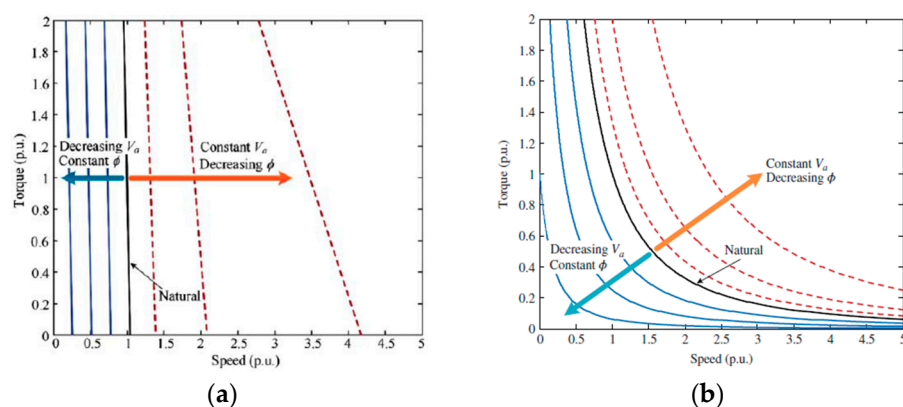 2
1.8
1.6
1.4
1.2
1
0.8
0.6
0.4
0.2
0
Torque (p.u.)
Decreasing Va
Constant ϕ
Constant Va
Decreasing ϕ
Natural
0 0.5 1 1.5 2 2.5 3 3.5 4 4.5 5
Speed (p.u.)
(a)
2
1.8
1.6
1.4
1.2
1
0.8
0.6
0.4
0.2
0
Torque (p.u.)
Constant Va
Decreasing ϕ
Decreasing Va
Constant ϕ
Natural
0 0.5 1 1.5 2.0 2.5 3.0 3.5 4.0 4.5 5.0
Speed (p.u.)
(b)